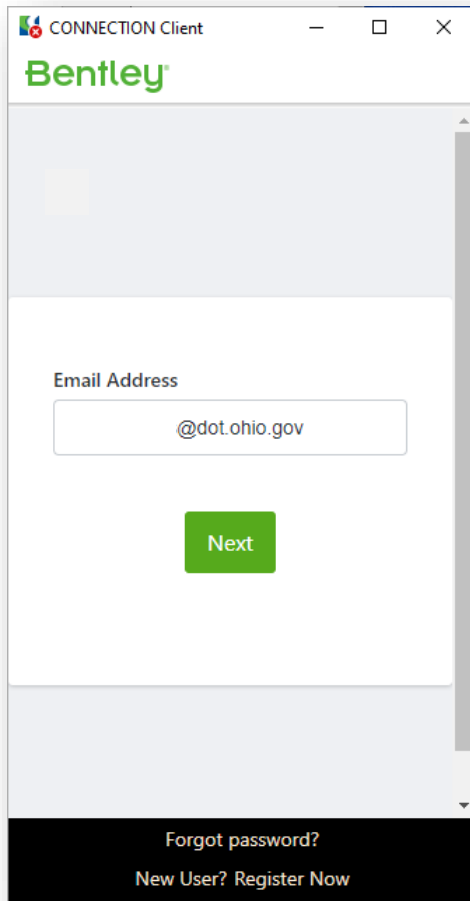 CONNECTION Client
Bentley®
Email Address
@dot.ohio.gov
Next
Forgot password?
New User? Register Now